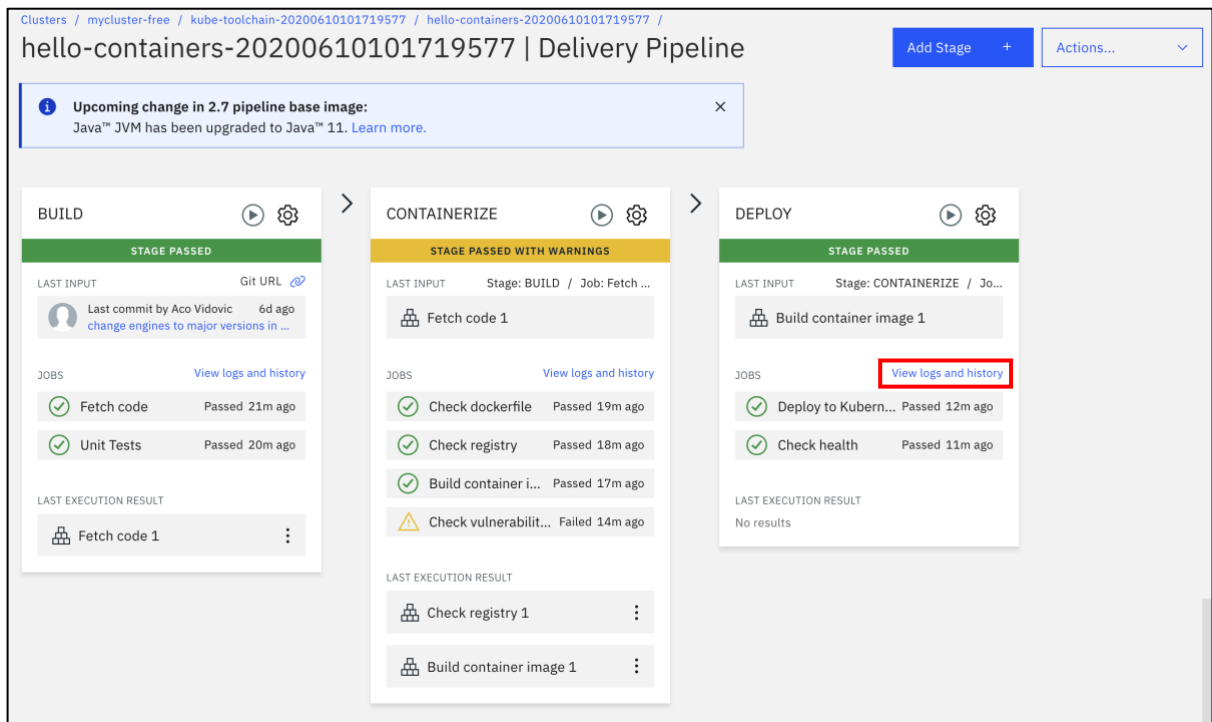 Clusters / mycluster-free / kube-toolchain-20200610101719577 / hello-containers-20200610101719577 /
hello-containers-20200610101719577 | Delivery Pipeline
Add Stage +
Actions...
Upcoming change in 2.7 pipeline base image:
Java™ JVM has been upgraded to Java™ 11. Learn more.
BUILD
STAGE PASSED
LAST INPUT Git URL
Last commit by Aco Vidovic 6d ago
change engines to major versions in ...
JOBS View logs and history
Fetch code Passed 21m ago
Unit Tests Passed 20m ago
LAST EXECUTION RESULT
Fetch code 1
CONTAINERIZE
STAGE PASSED WITH WARNINGS
LAST INPUT Stage: BUILD / Job: Fetch ...
Fetch code 1
JOBS View logs and history
Check dockerfile Passed 19m ago
Check registry Passed 18m ago
Build container i... Passed 17m ago
Check vulnerabilit... Failed 14m ago
LAST EXECUTION RESULT
Check registry 1
Build container image 1
DEPLOY
STAGE PASSED
LAST INPUT Stage: CONTAINERIZE / Jo...
Build container image 1
JOBS View logs and history
Deploy to Kubern... Passed 12m ago
Check health Passed 11m ago
LAST EXECUTION RESULT
No results